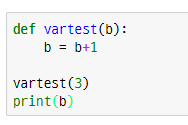 def vartest(b):
    b = b+1

vartest(3)
print(b)